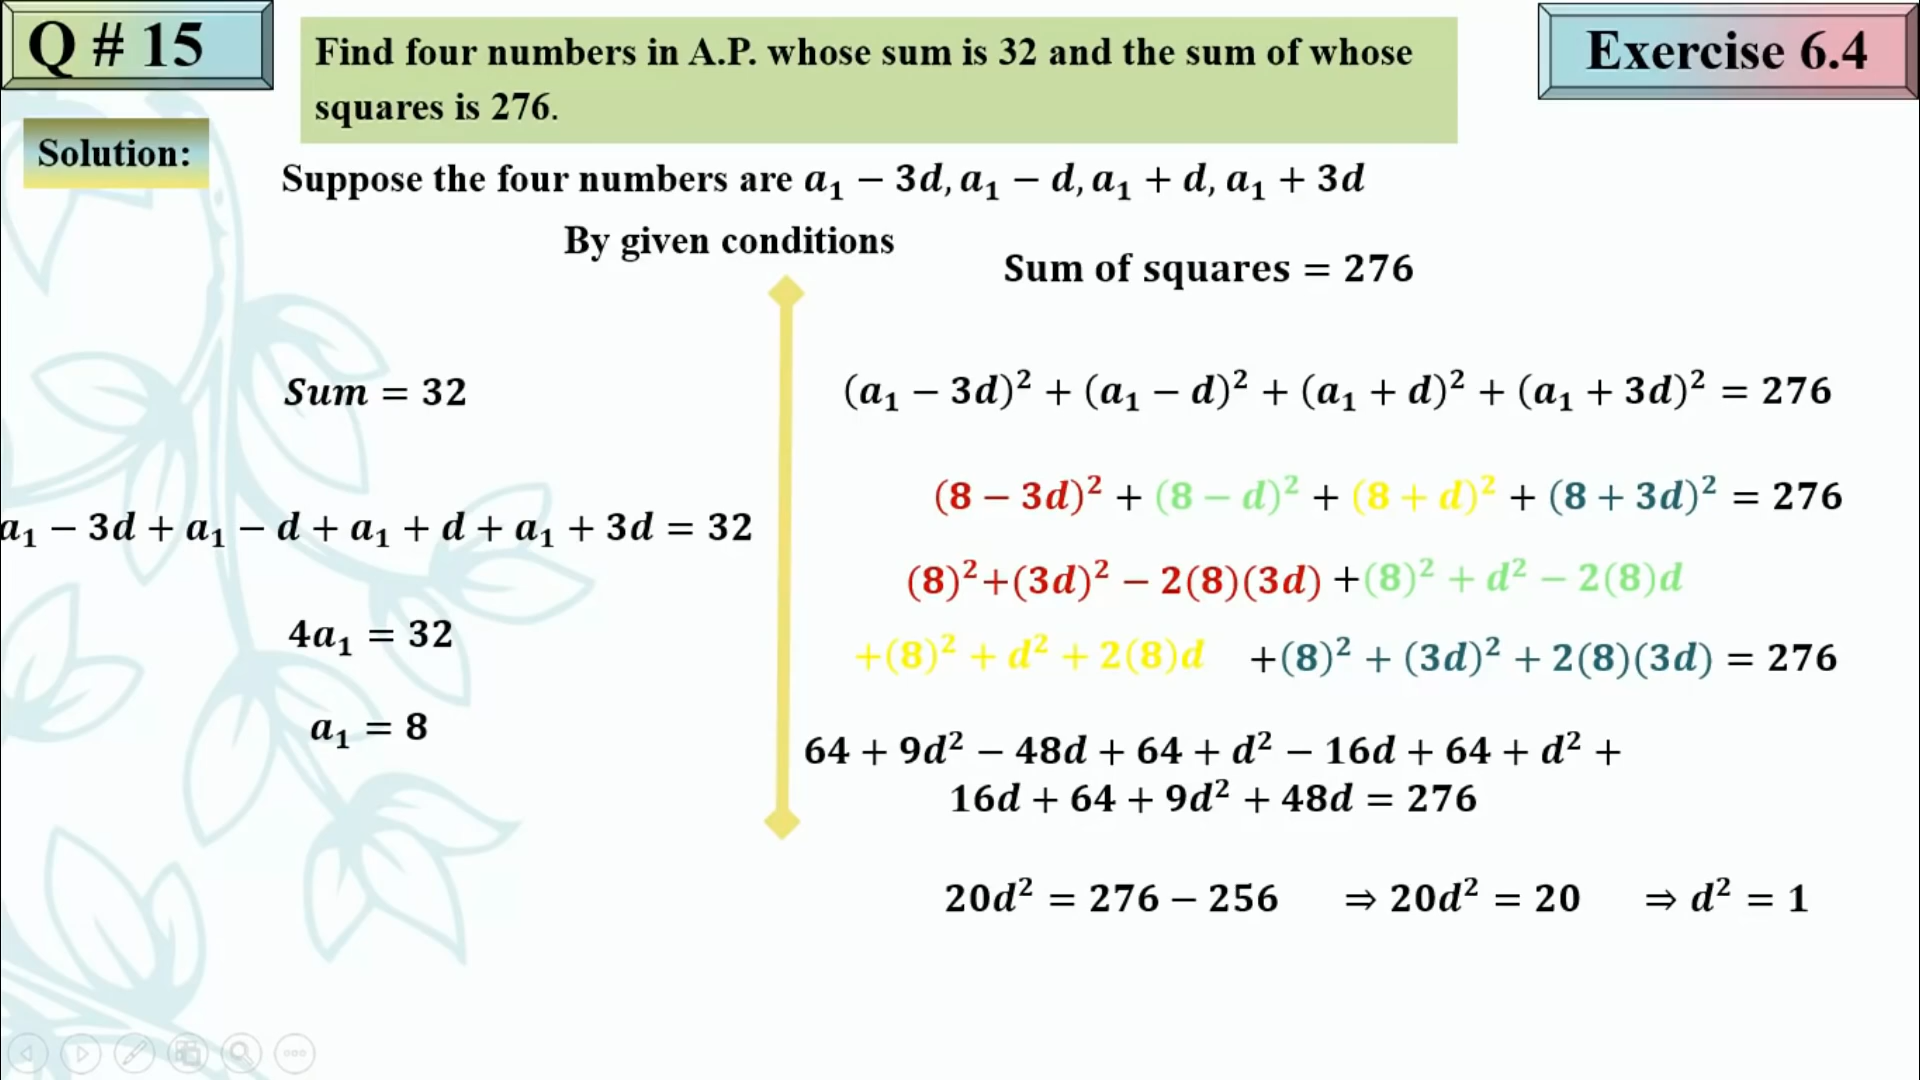 Q # 15
Find four numbers in A.P. whose sum is 32 and the sum of whose
squares is 276.
Exercise 6.4
Solution:
Suppose the four numbers are a₁ − 3d, a₁ − d, a₁ + d, a₁ + 3d
By given conditions
Sum = 32
a₁ − 3d + a₁ − d + a₁ + d + a₁ + 3d = 32
4a₁ = 32
a₁ = 8
Sum of squares = 276
(a₁ − 3d)² + (a₁ − d)² + (a₁ + d)² + (a₁ + 3d)² = 276
(8 − 3d)² + (8 − d)² + (8 + d)² + (8 + 3d)² = 276
(8)²+(3d)² − 2(8)(3d) +(8)² + d² − 2(8)d
+(8)² + d² + 2(8)d +(8)² + (3d)² + 2(8)(3d) = 276
64 + 9d² − 48d + 64 + d² − 16d + 64 + d² +
16d + 64 + 9d² + 48d = 276
20d² = 276 − 256 ⇒ 20d² = 20 ⇒ d² = 1